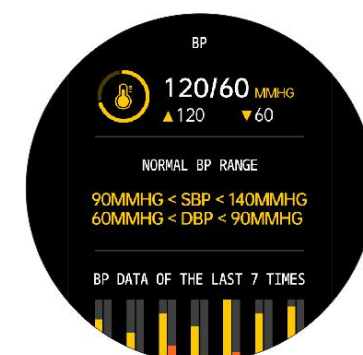 BP
120/60 MMHG
▲120 ▼60
NORMAL BP RANGE
90MMHG < SBP < 140MMHG
60MMHG < DBP < 90MMHG
BP DATA OF THE LAST 7 TIMES